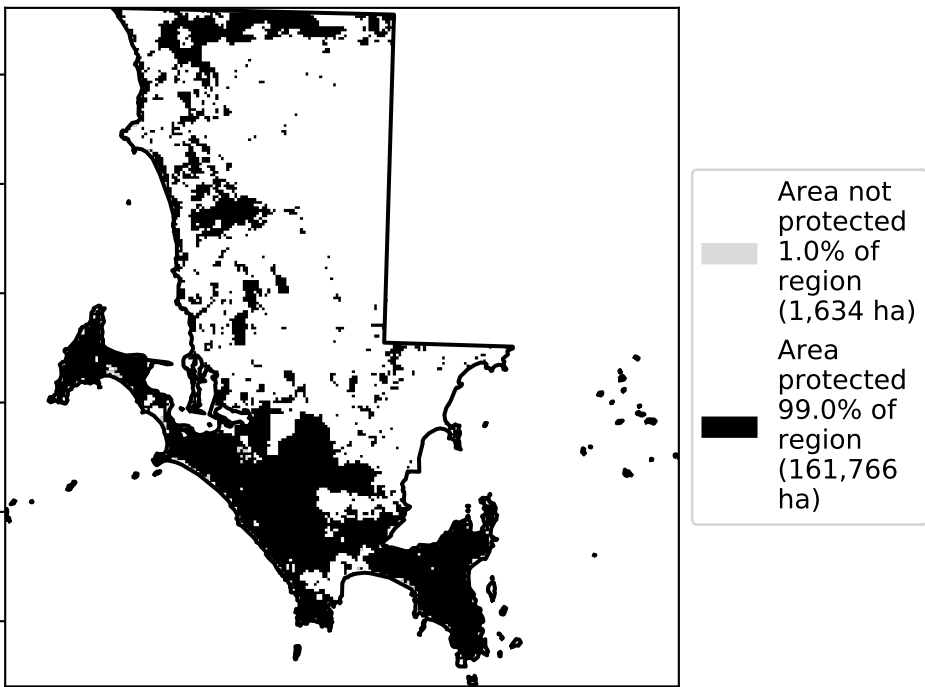 Area not
protected
1.0% of
region
(1,634 ha)
Area
protected
99.0% of
region
(161,766
ha)